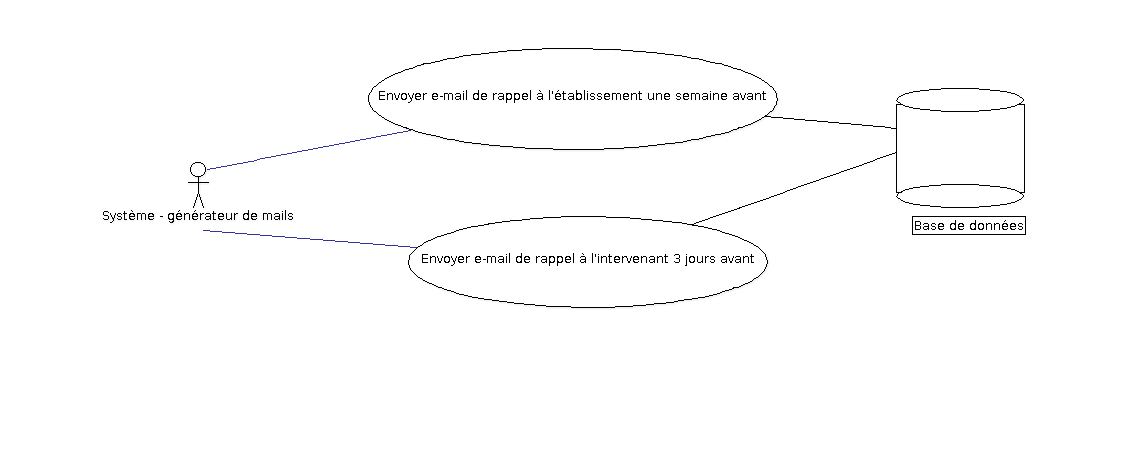 Envoyer e-mail de rappel à l'établissement une semaine avant
Système - générateur de mails
Base de données
Envoyer e-mail de rappel à l'intervenant 3 jours avant